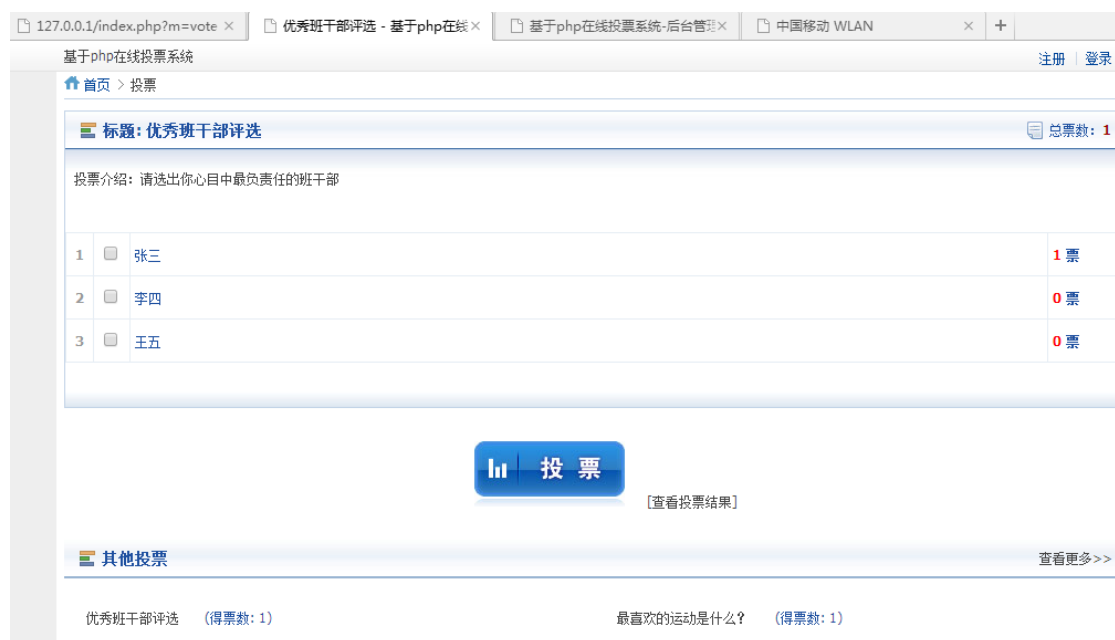 127.0.0.1/index.php?m=vote
优秀班干部评选 - 基于php在线
基于php在线投票系统-后台管理
中国移动 WLAN
基于php在线投票系统
注册 | 登录
首页 > 投票
标题: 优秀班干部评选
总票数: 1
投票介绍: 请选出你心目中最负责任的班干部
1 张三 1 票
2 李四 0 票
3 王五 0 票
投 票
[查看投票结果]
其他投票
查看更多>>
优秀班干部评选 (得票数: 1)
最喜欢的运动是什么? (得票数: 1)